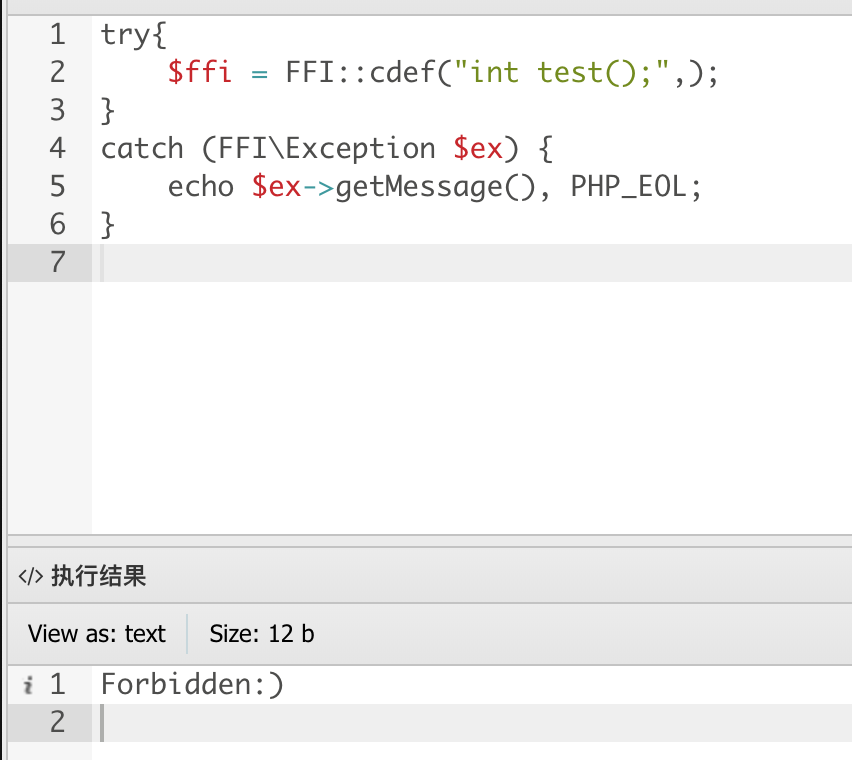 1 try{
2 $ffi = FFI::cdef("int test();",);
3 }
4 catch (FFI\Exception $ex) {
5 echo $ex->getMessage(), PHP_EOL;
6 }
7
</> 执行结果
View as: text Size: 12 b
i 1 Forbidden:)
2